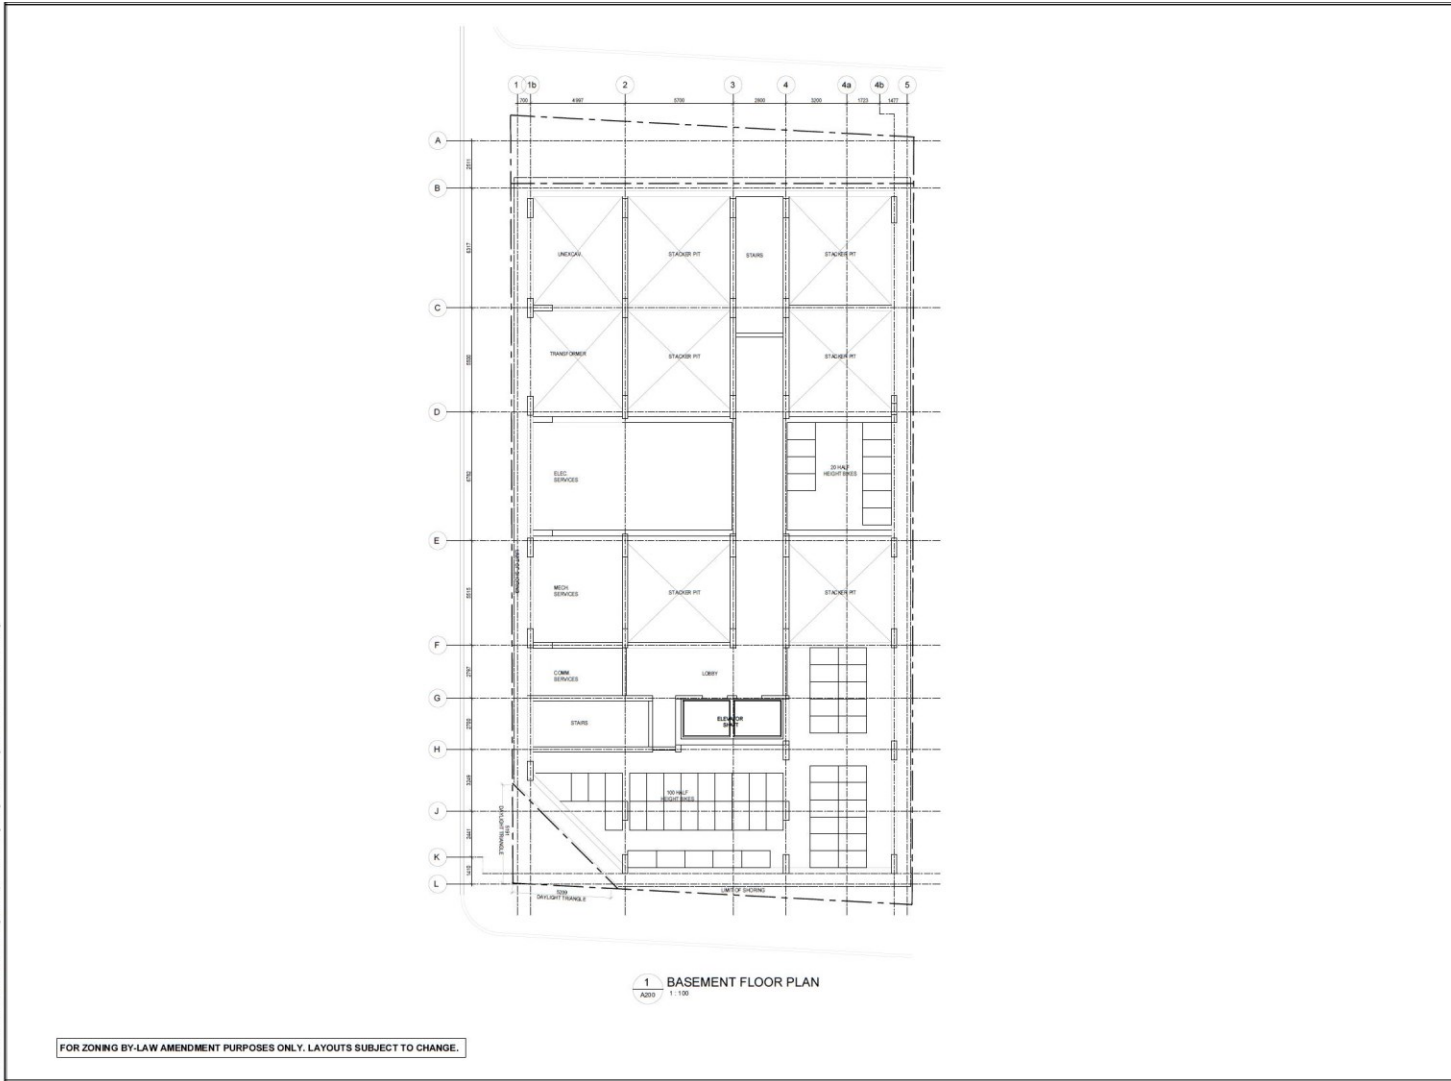 1 1b 2 3 4 4a 4b 5
700 4997 5700 2800 3200 1723 1477
A
B
UNEXCAV.
STACKER PIT
STAIRS
STACKER PIT
C
TRANSFORMER
STACKER PIT
STACKER PIT
D
ELEC.
SERVICES
20 HALF
HEIGHT BIKES
E
LIMIT OF SHORING
MECH.
SERVICES
STACKER PIT
STACKER PIT
F
COMM.
SERVICES
LOBBY
G
STAIRS
ELEVATOR
SHAFT
H
100 HALF
HEIGHT BIKES
J
DAYLIGHT TRIANGLE
K
L
LIMIT OF SHORING
DAYLIGHT TRIANGLE
1
A200
BASEMENT FLOOR PLAN
1 : 100
FOR ZONING BY-LAW AMENDMENT PURPOSES ONLY. LAYOUTS SUBJECT TO CHANGE.